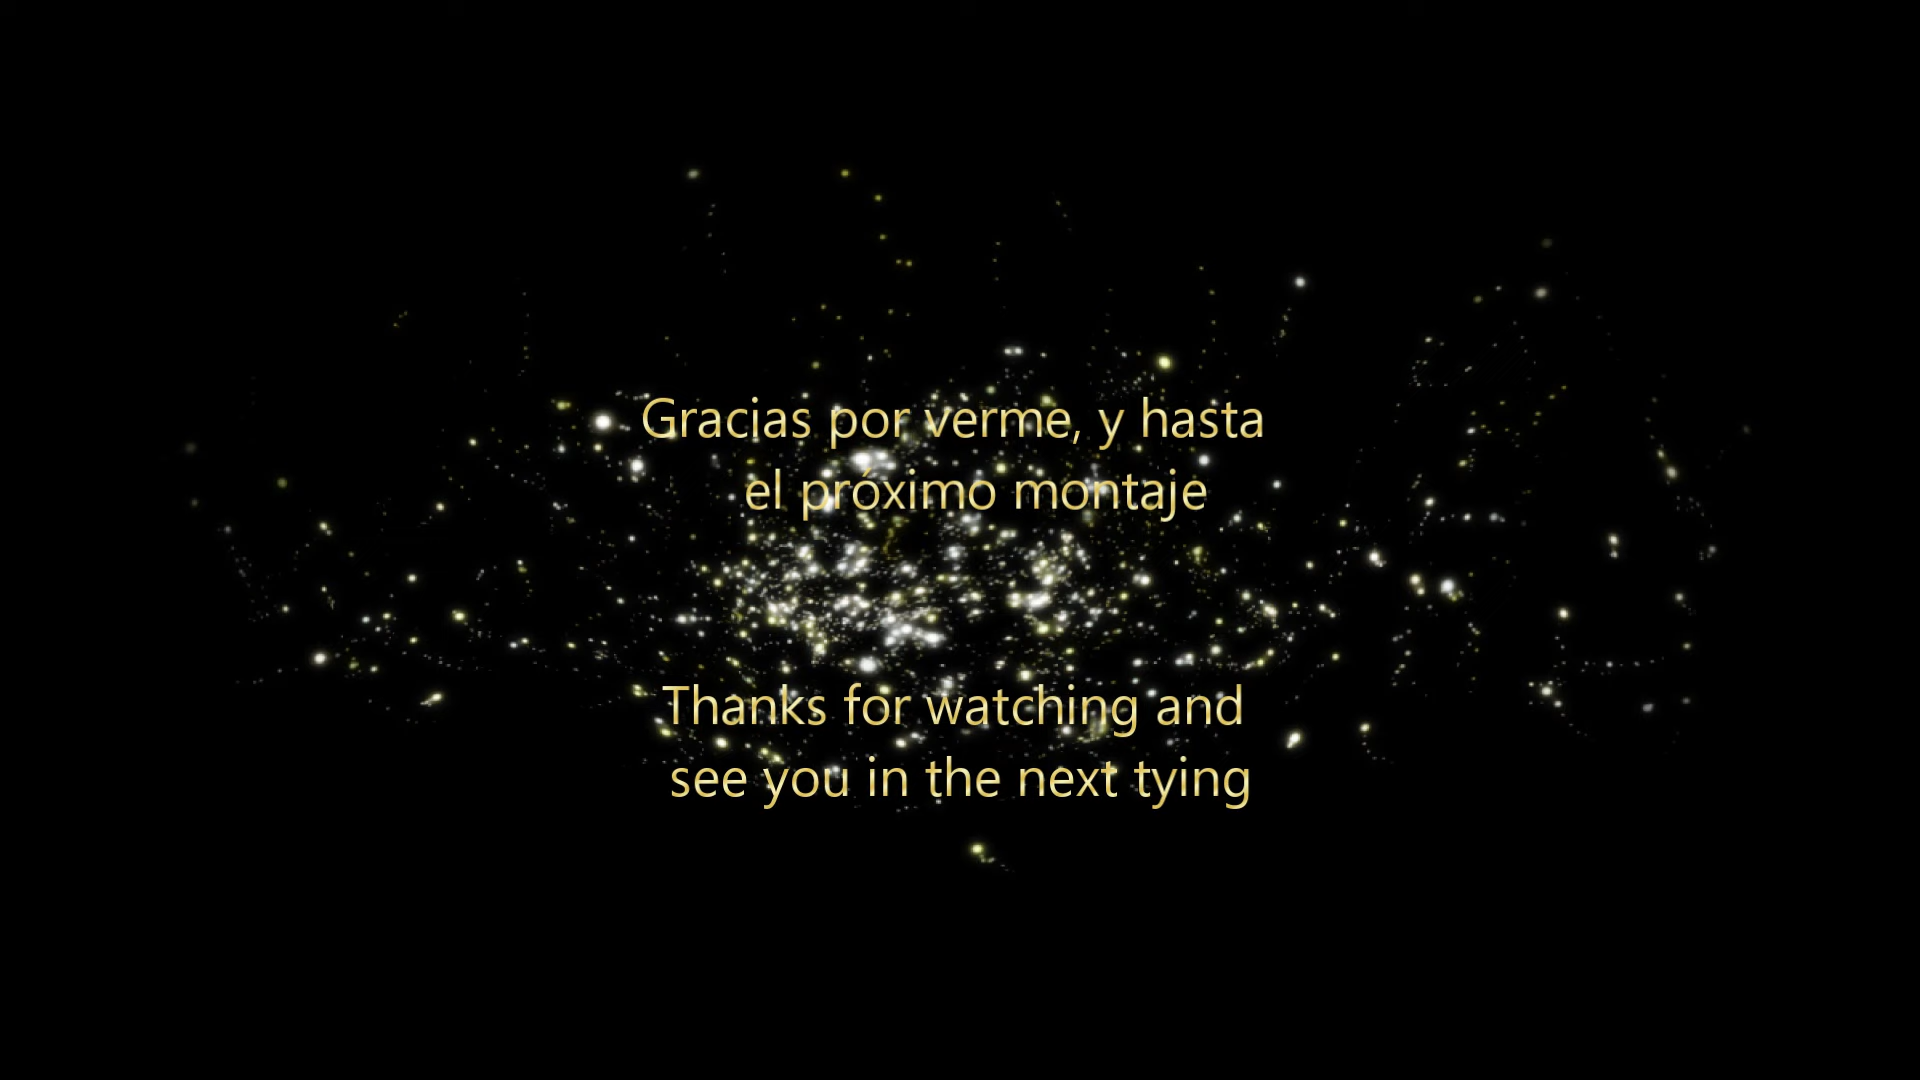 Gracias por verme, y hasta
el próximo montaje
Thanks for watching and
see you in the next tying